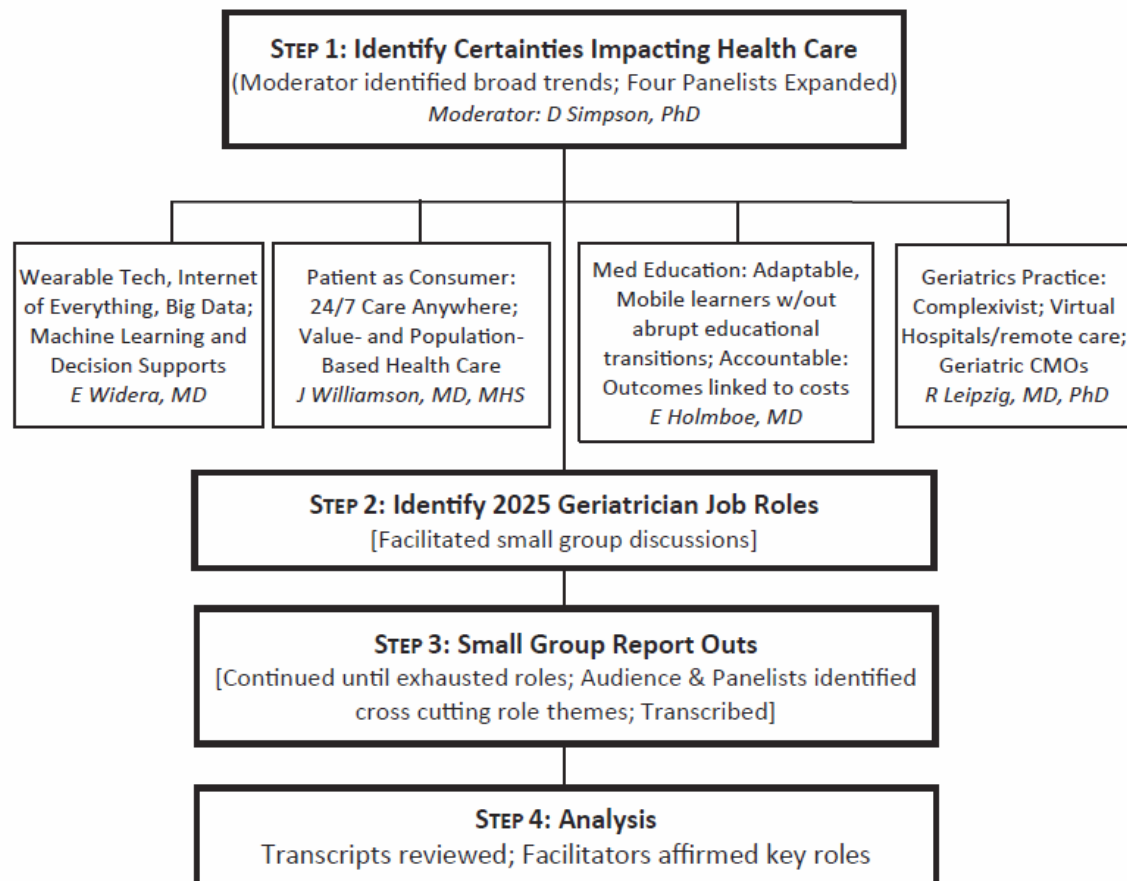 STEP 1: Identify Certainties Impacting Health Care
(Moderator identified broad trends; Four Panelists Expanded)
Moderator: D Simpson, PhD
Wearable Tech, Internet
of Everything, Big Data;
Machine Learning and
Decision Supports
E Widera, MD
Patient as Consumer:
24/7 Care Anywhere;
Value- and Population-
Based Health Care
J Williamson, MD, MHS
Med Education: Adaptable,
Mobile learners w/out
abrupt educational
transitions; Accountable:
Outcomes linked to costs
E Holmboe, MD
Geriatrics Practice:
Complexivist; Virtual
Hospitals/remote care;
Geriatric CMOs
R Leipzig, MD, PhD
STEP 2: Identify 2025 Geriatrician Job Roles
[Facilitated small group discussions]
STEP 3: Small Group Report Outs
[Continued until exhausted roles; Audience & Panelists identified
cross cutting role themes; Transcribed]
STEP 4: Analysis
Transcripts reviewed; Facilitators affirmed key roles